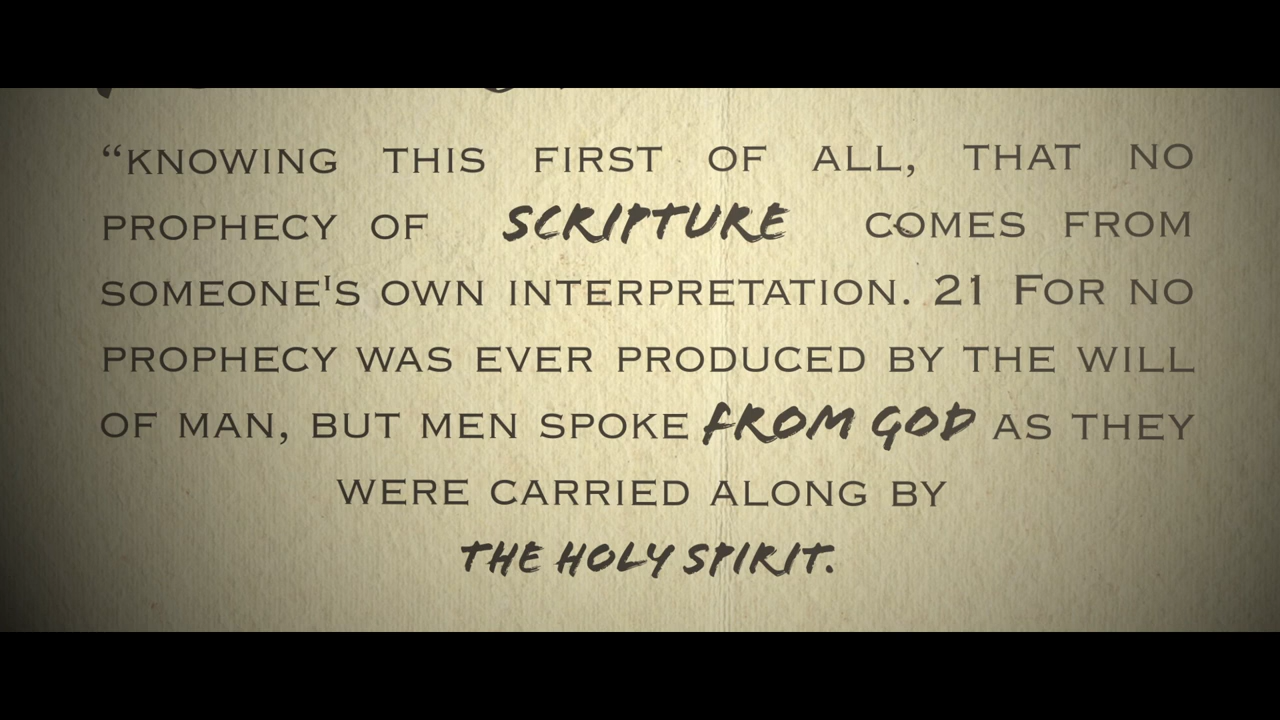 “KNOWING THIS FIRST OF ALL, THAT NO
PROPHECY OF SCRIPTURE COMES FROM
SOMEONE'S OWN INTERPRETATION. 21 FOR NO
PROPHECY WAS EVER PRODUCED BY THE WILL
OF MAN, BUT MEN SPOKE FROM GOD AS THEY
WERE CARRIED ALONG BY
THE HOLY SPIRIT.